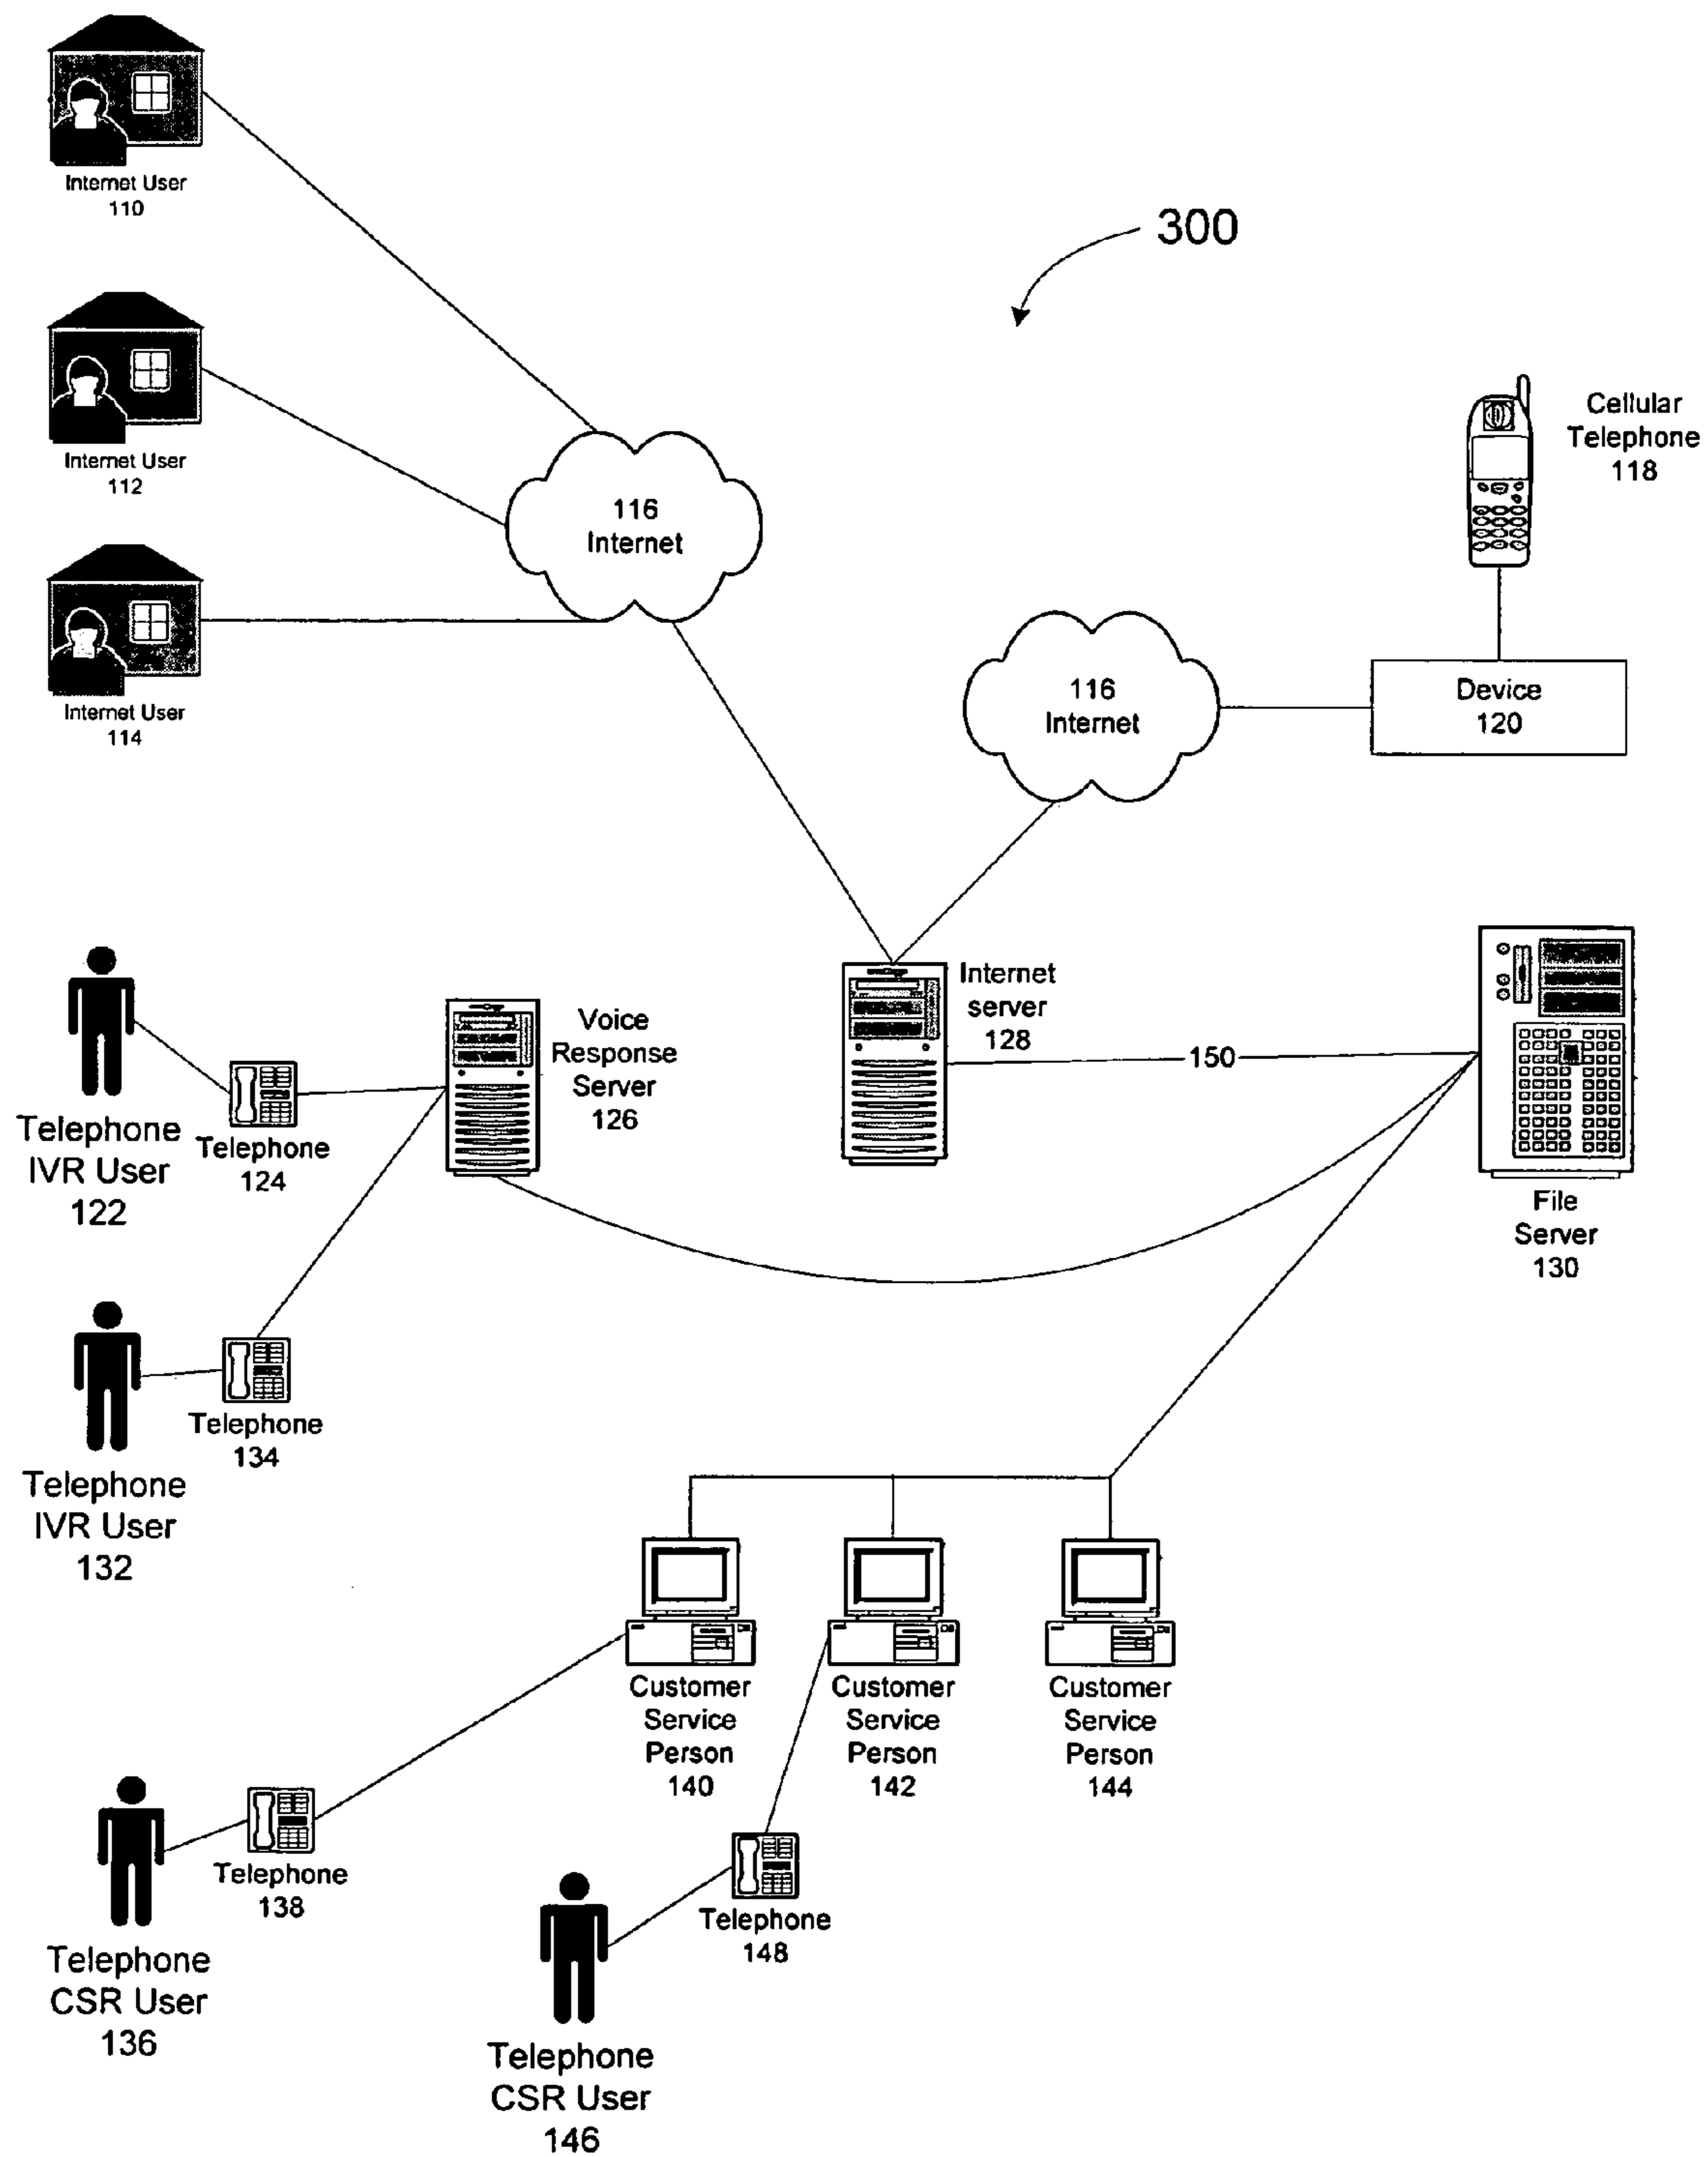 Internet User
110
300
Internet User
112
Cellular
Telephone
118
116
Internet
Internet User
114
116
Internet
Device
120
Telephone
IVR User
122
Telephone
124
Voice
Response
Server
126
Internet
server
128
150
File
Server
130
Telephone
IVR User
132
Telephone
134
Customer
Service
Person
140
Customer
Service
Person
142
Customer
Service
Person
144
Telephone
CSR User
136
Telephone
138
Telephone
148
Telephone
CSR User
146